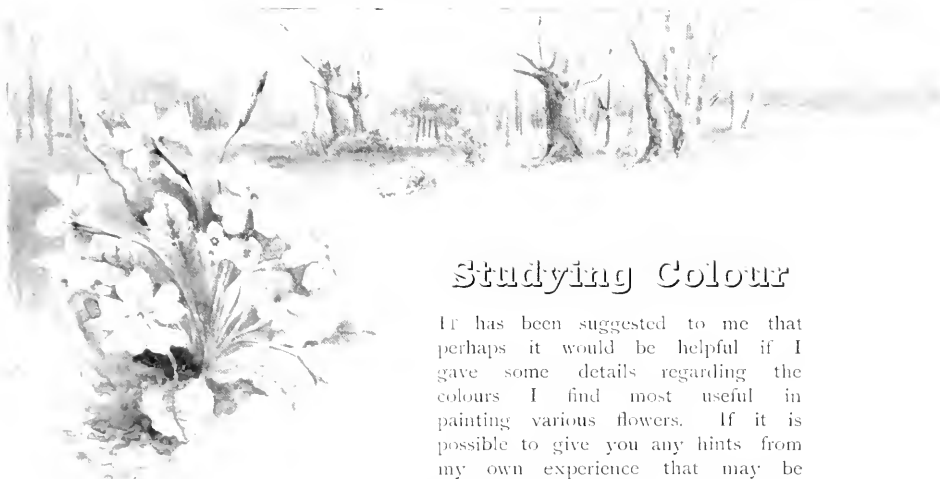 Studying Colour
IT has been suggested to me that
perhaps it would be helpful if I
gave some details regarding the
colours I find most useful in
painting various flowers. If it is
possible to give you any hints from
my own experience that may be